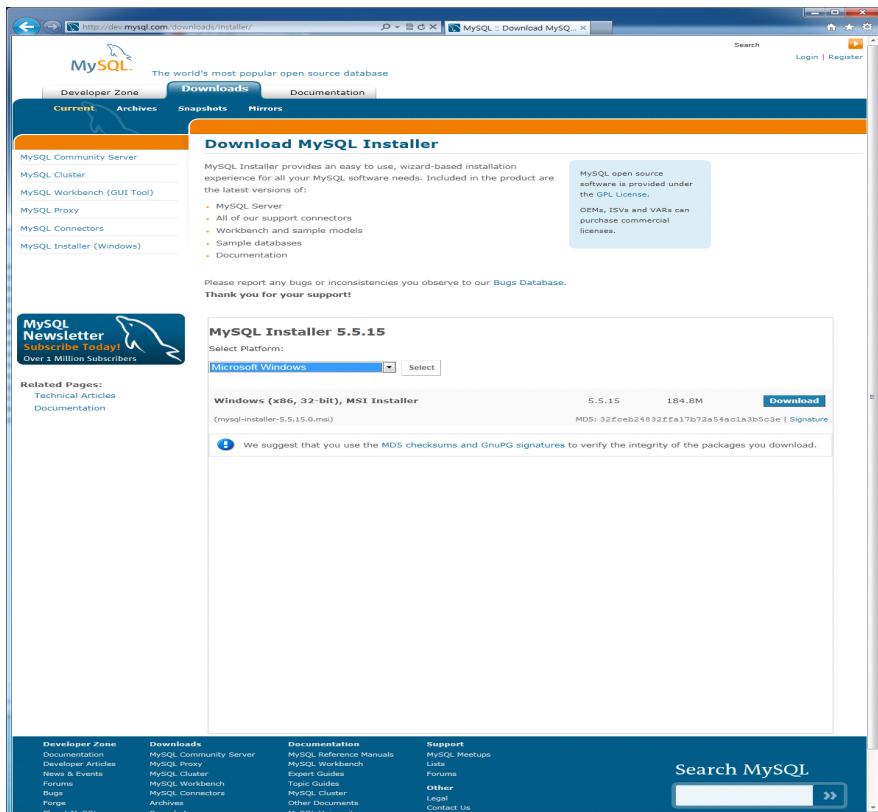 http://dev.mysql.com/downloads/installer/
MySQL :: Download MySQ...
Search
Login | Register
MySQL
The world's most popular open source database
Developer Zone
Downloads
Documentation
Current
Archives
Snapshots
Mirrors
MySQL Community Server
MySQL Cluster
MySQL Workbench (GUI Tool)
MySQL Proxy
MySQL Connectors
MySQL Installer (Windows)
MySQL
Newsletter
Subscribe Today!
Over 1 Million Subscribers
Related Pages:
Technical Articles
Documentation
Download MySQL Installer
MySQL Installer provides an easy to use, wizard-based installation
experience for all your MySQL software needs. Included in the product are
the latest versions of:
MySQL Server
All of our support connectors
Workbench and sample models
Sample databases
Documentation
MySQL open source
software is provided under
the GPL License.
OEMs, ISVs and VARs can
purchase commercial
licenses.
Please report any bugs or inconsistencies you observe to our Bugs Database.
Thank you for your support!
MySQL Installer 5.5.15
Select Platform:
Microsoft Windows
Select
Windows (x86, 32-bit), MSI Installer 5.5.15 184.8M Download
(mysql-installer-5.5.15.0.msi) MD5: 32fceb24832ffa17b72a54ac1a3b5c3e | Signature
We suggest that you use the MD5 checksums and GnuPG signatures to verify the integrity of the packages you download.
Developer Zone
Documentation
Developer Articles
News & Events
Forums
Bugs
Forge
Downloads
MySQL Community Server
MySQL Proxy
MySQL Cluster
MySQL Workbench
MySQL Connectors
Archives
Documentation
MySQL Reference Manuals
MySQL Workbench
Expert Guides
Topic Guides
MySQL Cluster
Other Documents
Support
MySQL Meetups
Lists
Forums
Other
Legal
Contact Us
Search MySQL